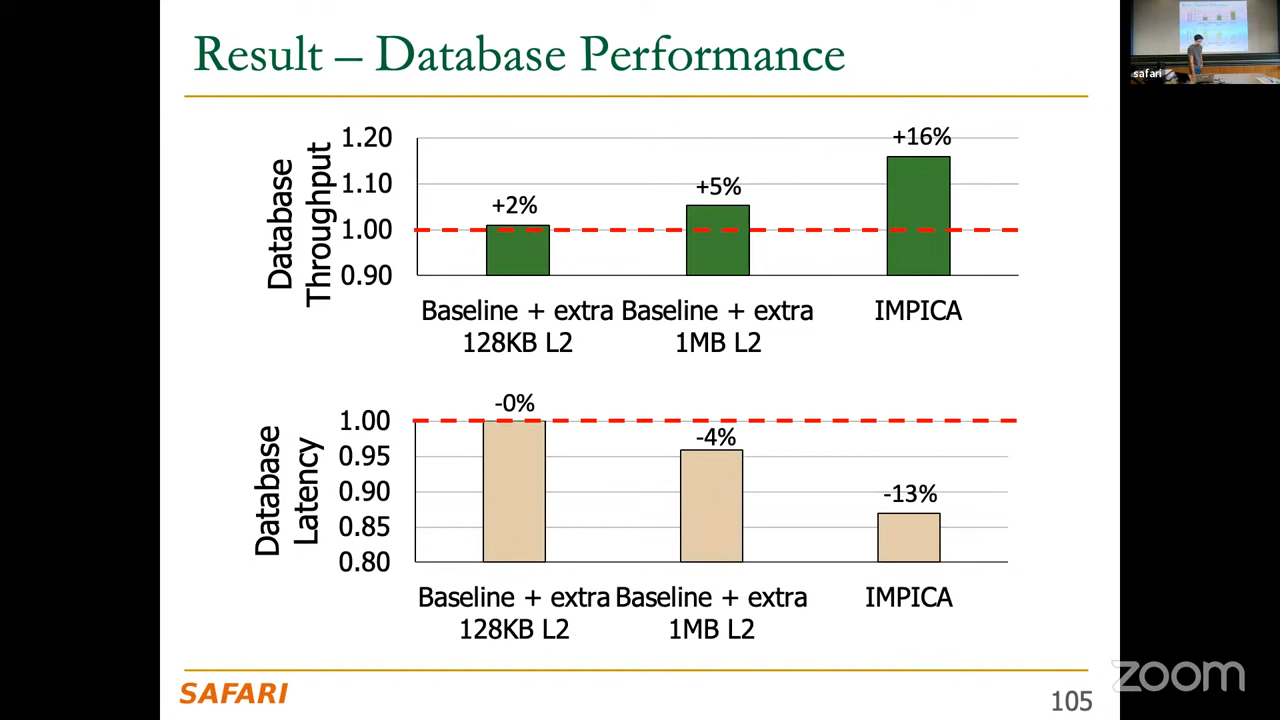 Result – Database Performance
safari
Database
Throughput
1.20
1.10
1.00
0.90
+2%
+5%
+16%
Baseline + extra
128KB L2
Baseline + extra
1MB L2
IMPICA
Database
Latency
1.00
0.95
0.90
0.85
0.80
-0%
-4%
-13%
Baseline + extra
128KB L2
Baseline + extra
1MB L2
IMPICA
SAFARI
105
zoom